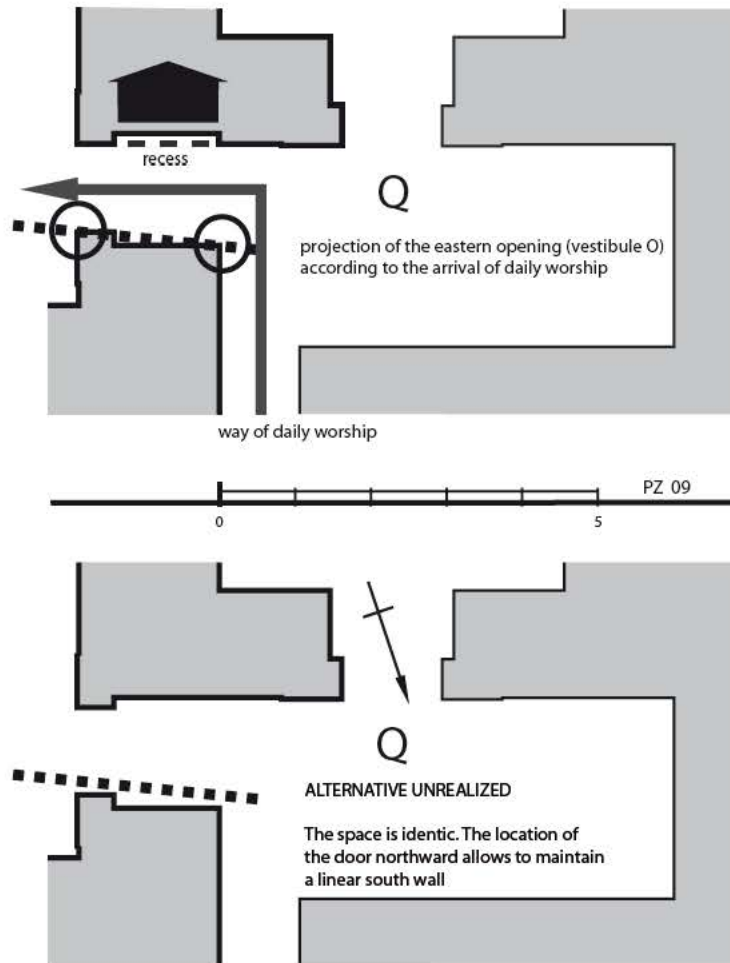 recess
Q
projection of the eastern opening (vestibule O)
according to the arrival of daily worship
way of daily worship
PZ 09
0
5
Q
ALTERNATIVE UNREALIZED
The space is identic. The location of
the door northward allows to maintain
a linear south wall